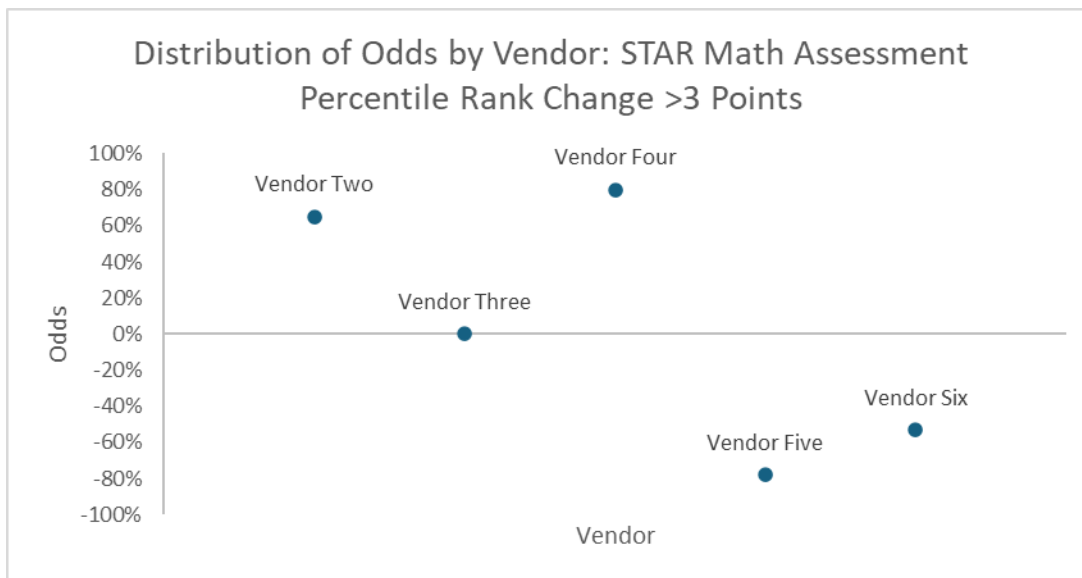 Distribution of Odds by Vendor: STAR Math Assessment
Percentile Rank Change >3 Points
100%
80%
60%
40%
20%
0%
-20%
-40%
-60%
-80%
-100%
Odds
Vendor Two
Vendor Three
Vendor Four
Vendor Five
Vendor Six
Vendor